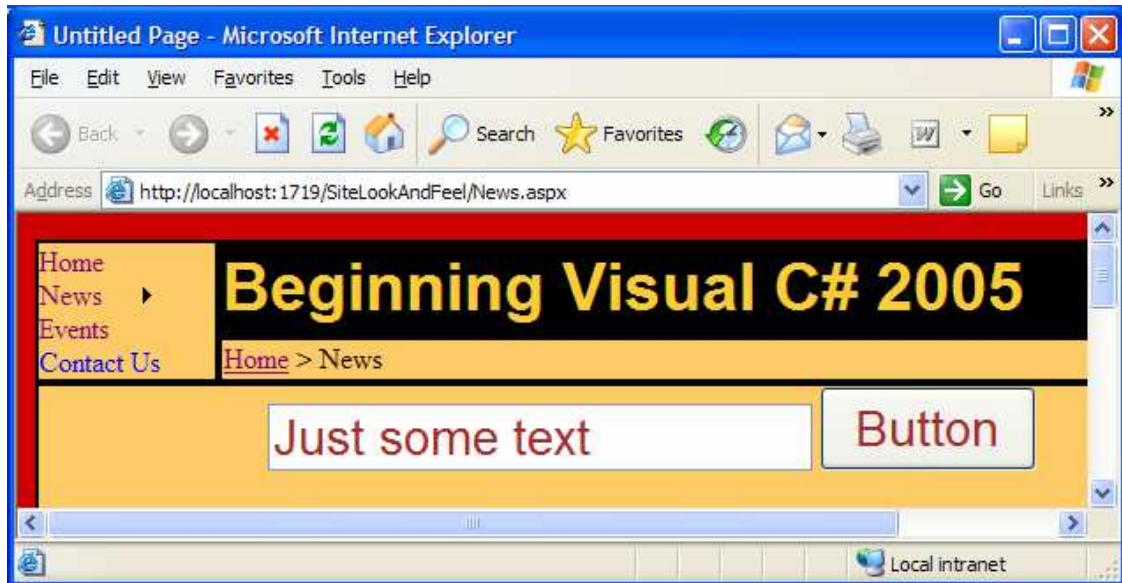 Untitled Page - Microsoft Internet Explorer
File Edit View Favorites Tools Help
Back Search Favorites W »
Address http://localhost:1719/SiteLookAndFeel/News.aspx Go Links »
Home
News
Events
Contact Us
Beginning Visual C# 2005
Home > News
Just some text Button
Local intranet